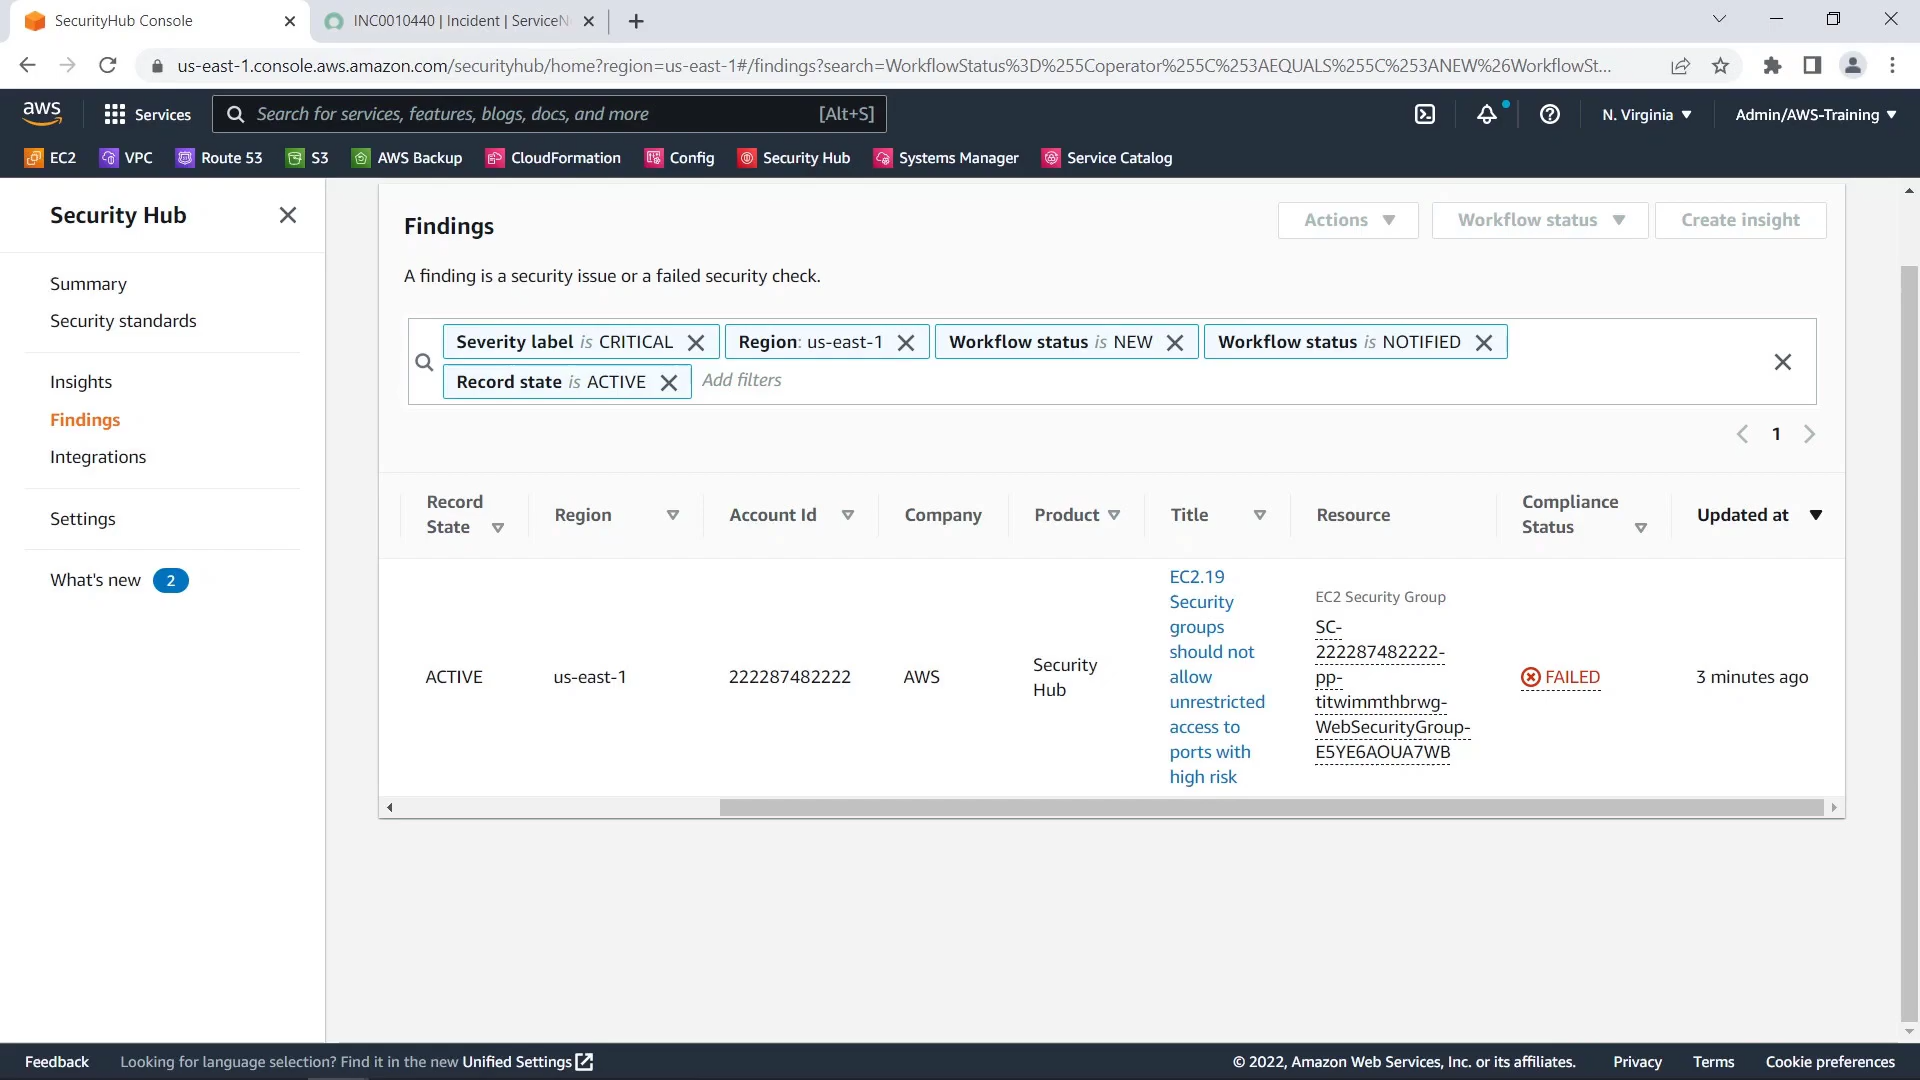 SecurityHub Console
INC0010440 | Incident | ServiceN
us-east-1.console.aws.amazon.com/securityhub/home?region=us-east-1#/findings?search=WorkflowStatus%3D%255Coperator%255C%253AEQUALS%255C%253ANEW%26WorkflowSt...
aws
Services
Search for services, features, blogs, docs, and more
[Alt+S]
N. Virginia
Admin/AWS-Training
EC2
VPC
Route 53
S3
AWS Backup
CloudFormation
Config
Security Hub
Systems Manager
Service Catalog
Security Hub
Summary
Security standards
Insights
Findings
Integrations
Settings
What's new 2
Findings
Actions
Workflow status
Create insight
A finding is a security issue or a failed security check.
Severity label is CRITICAL
Region: us-east-1
Workflow status is NEW
Workflow status is NOTIFIED
Record state is ACTIVE
Add filters
1
Record
State
Region
Account Id
Company
Product
Title
Resource
Compliance
Status
Updated at
ACTIVE
us-east-1
222287482222
AWS
Security
Hub
EC2.19
Security
groups
should not
allow
unrestricted
access to
ports with
high risk
EC2 Security Group
SC-
222287482222-
pp-
titwimmthbrwg-
WebSecurityGroup-
E5YE6AOUA7WB
FAILED
3 minutes ago
Feedback
Looking for language selection? Find it in the new Unified Settings
© 2022, Amazon Web Services, Inc. or its affiliates.
Privacy
Terms
Cookie preferences